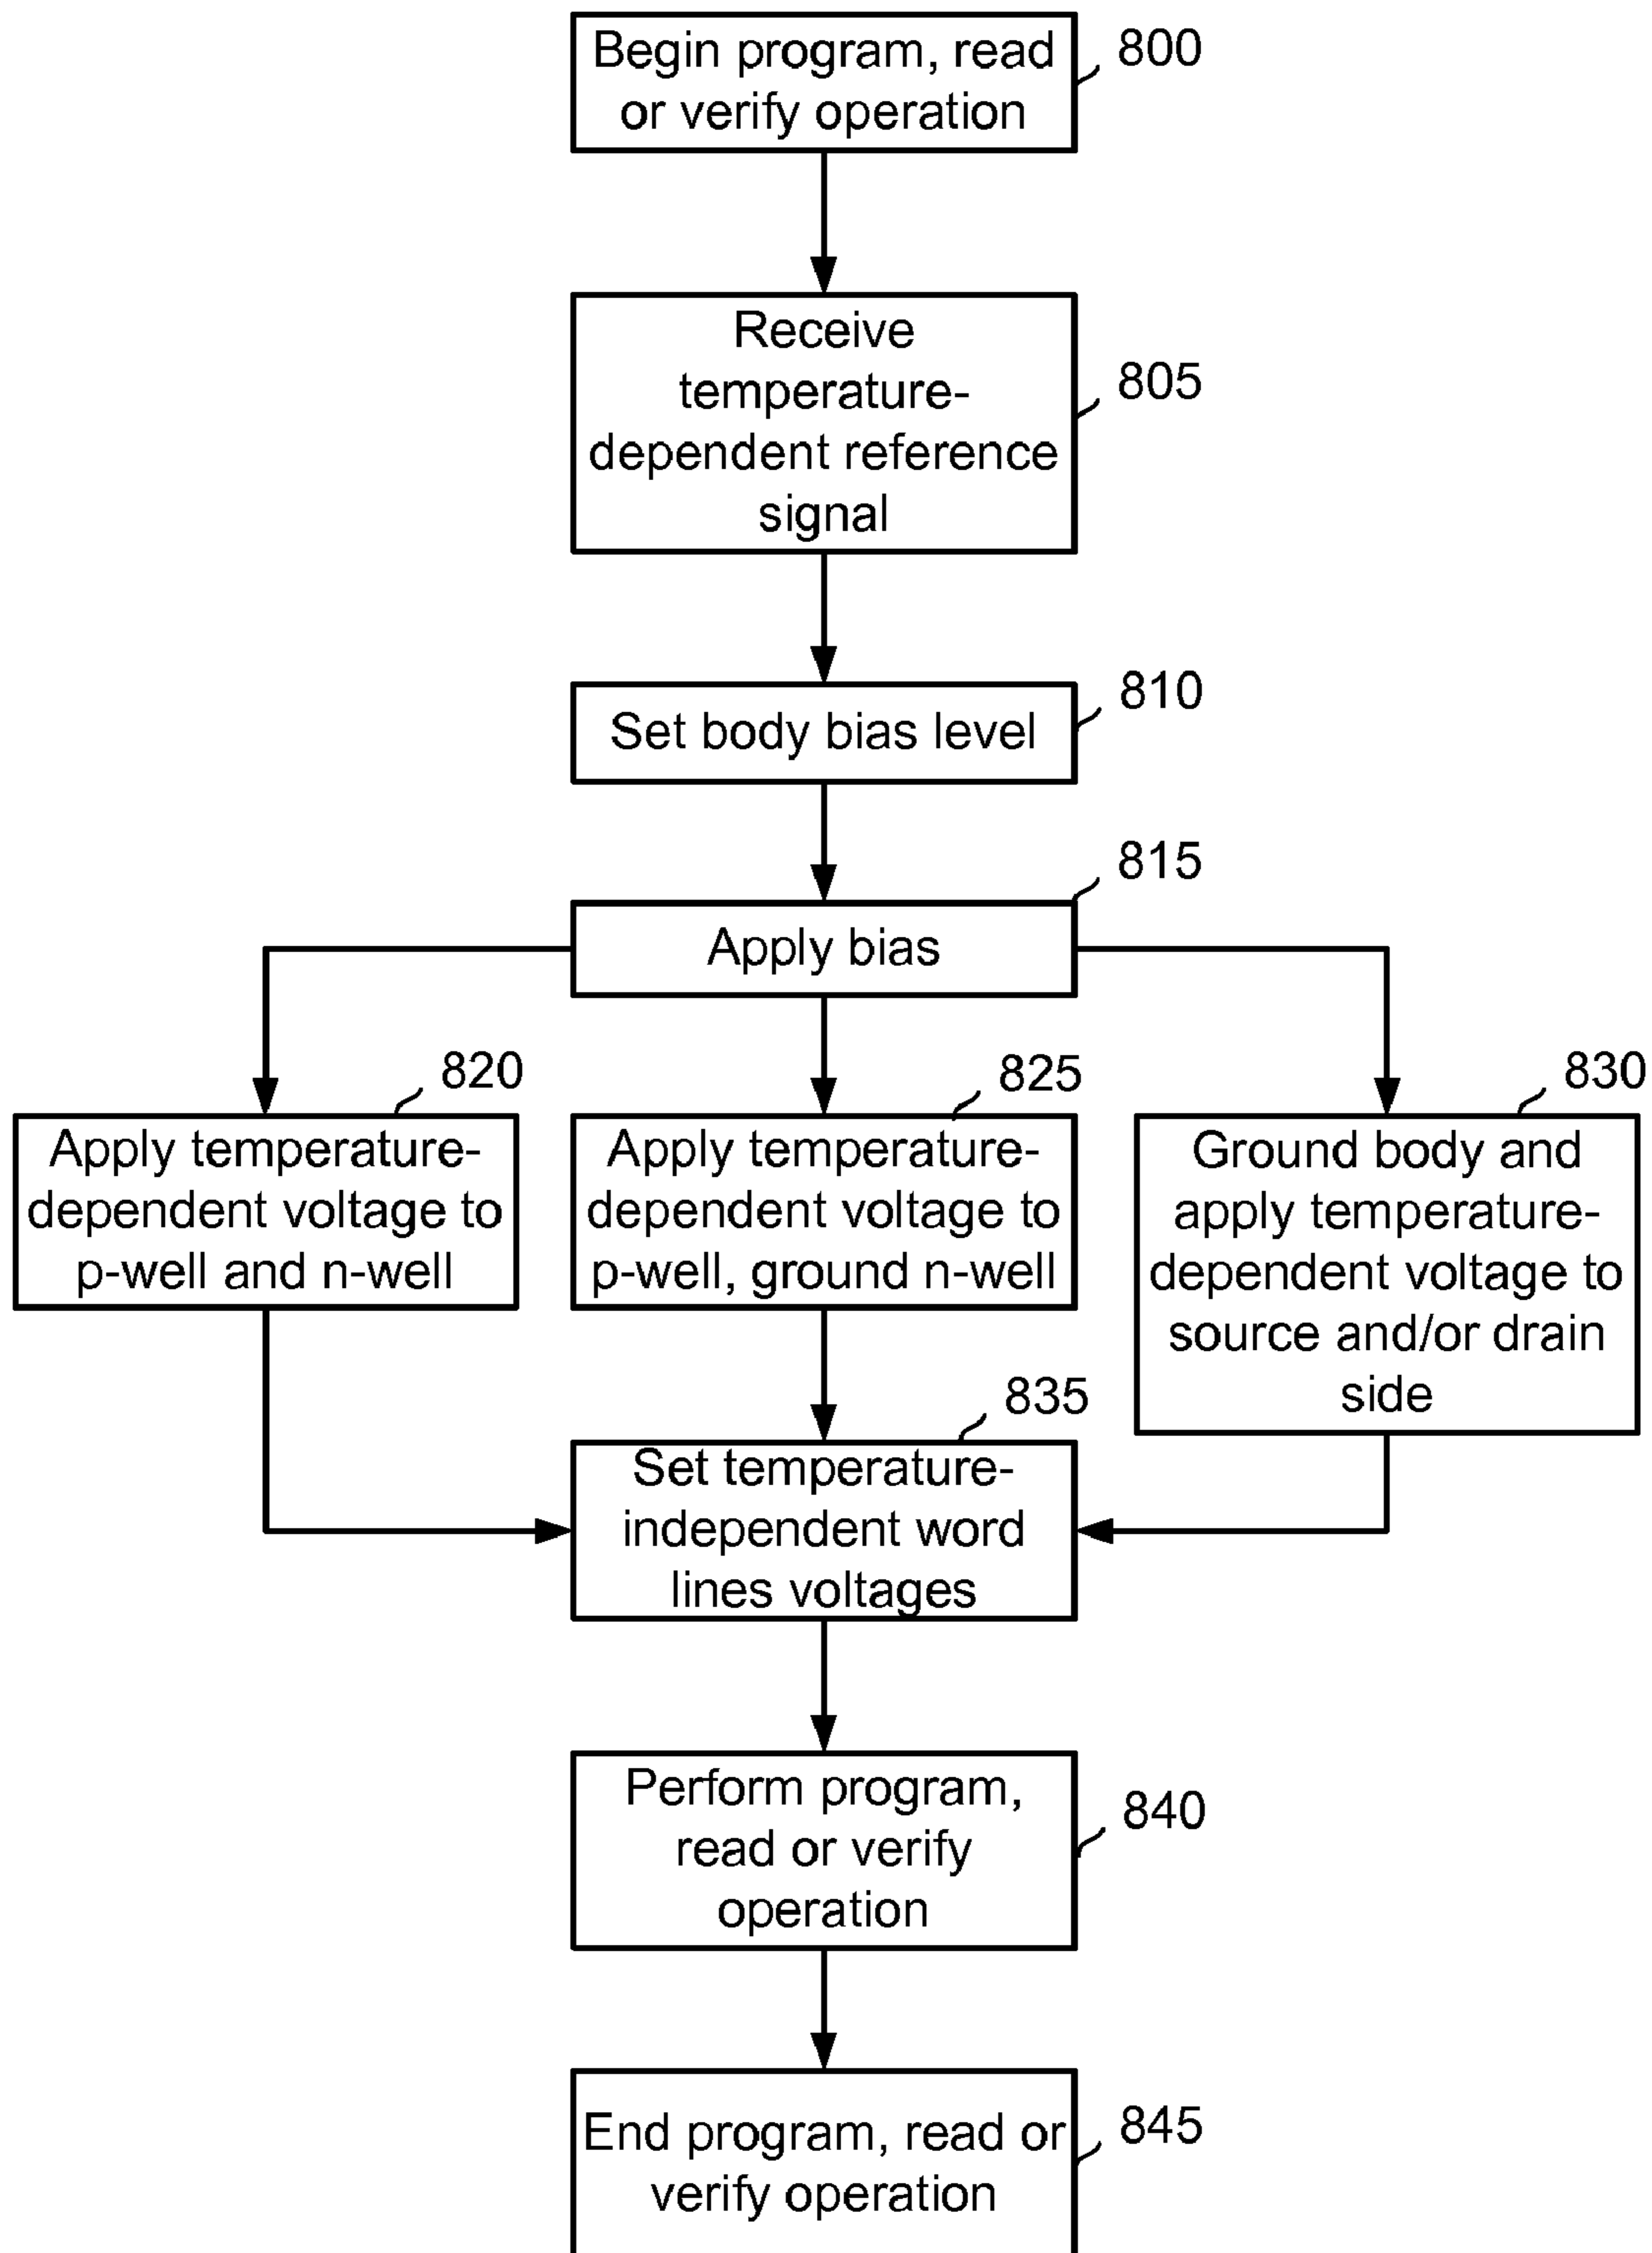 Begin program, read
or verify operation
800
Receive
temperature-
dependent reference
signal
805
Set body bias level
810
Apply bias
815
Apply temperature-
dependent voltage to
p-well and n-well
820
Apply temperature-
dependent voltage to
p-well, ground n-well
825
Ground body and
apply temperature-
dependent voltage to
source and/or drain
side
830
Set temperature-
independent word
lines voltages
835
Perform program,
read or verify
operation
840
End program, read or
verify operation
845